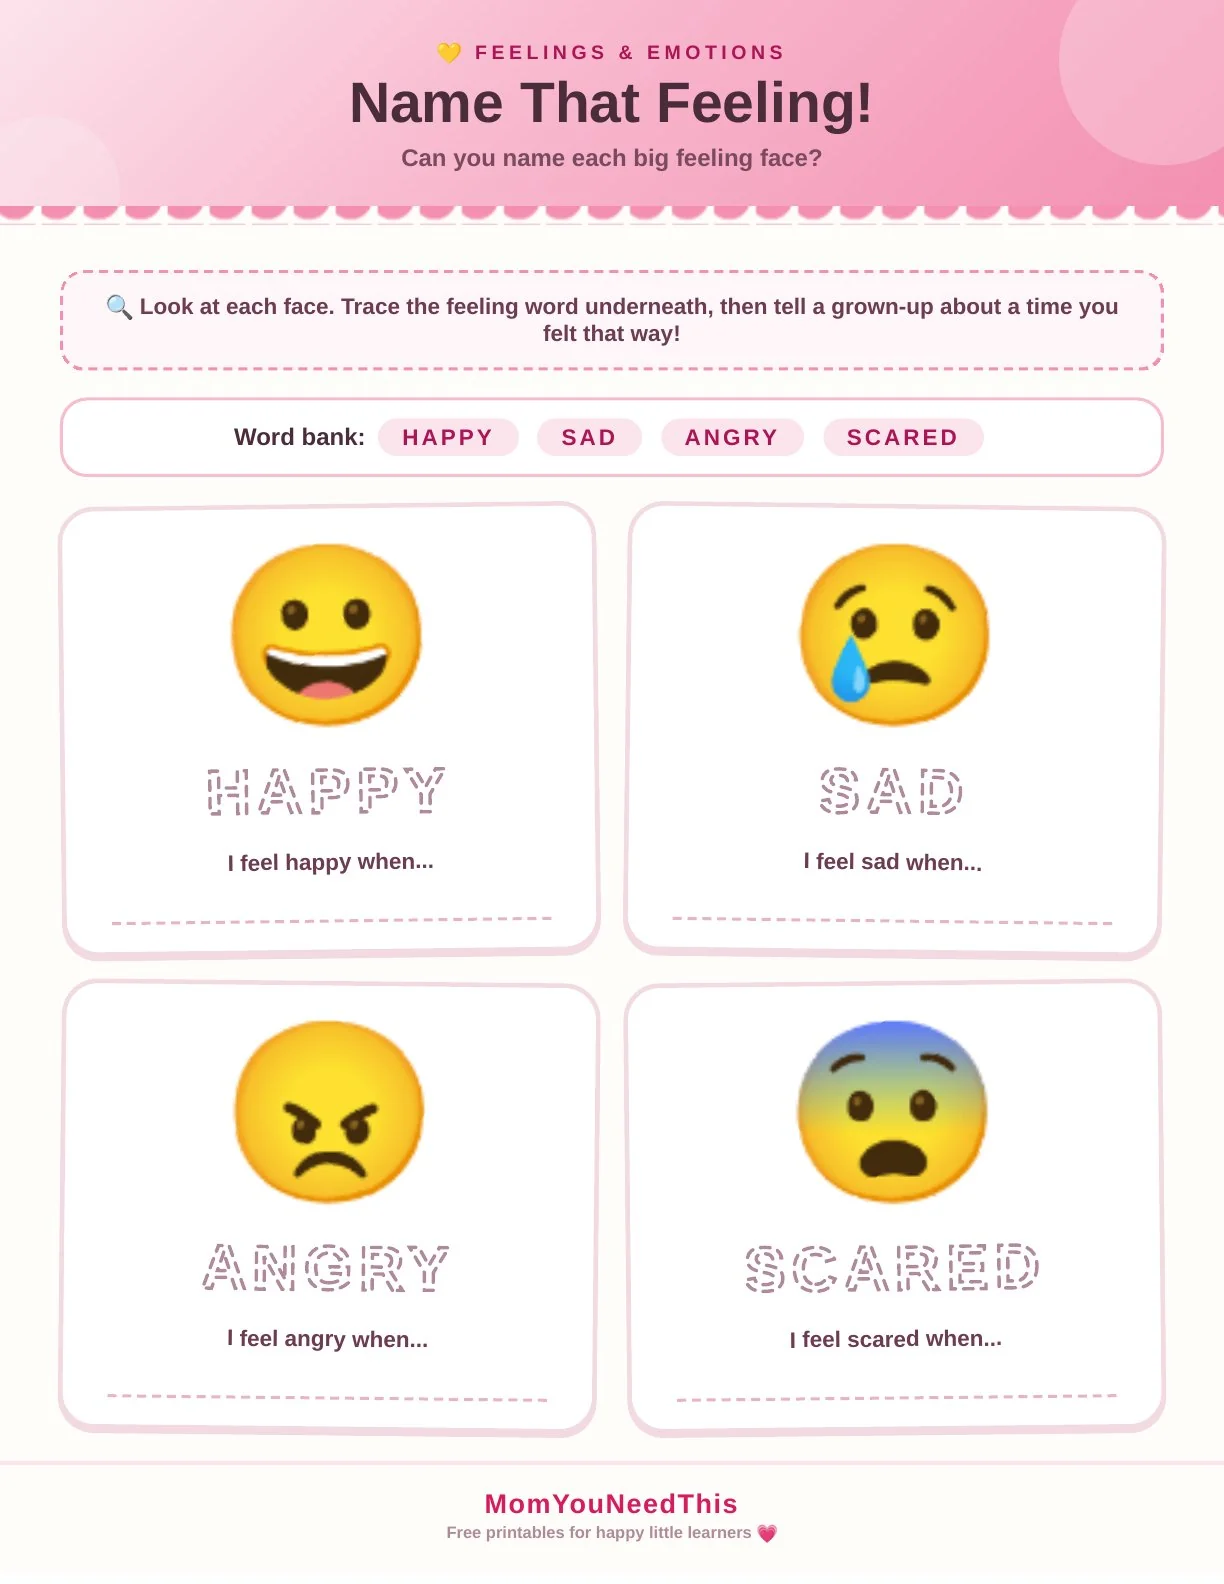 💛 FEELINGS & EMOTIONS
Name That Feeling!
Can you name each big feeling face?
🔍 Look at each face. Trace the feeling word underneath, then tell a grown-up about a time you
felt that way!
Word bank: HAPPY SAD ANGRY SCARED
HAPPY
I feel happy when...
SAD
I feel sad when...
ANGRY
I feel angry when...
SCARED
I feel scared when...
MomYouNeedThis
Free printables for happy little learners 💗